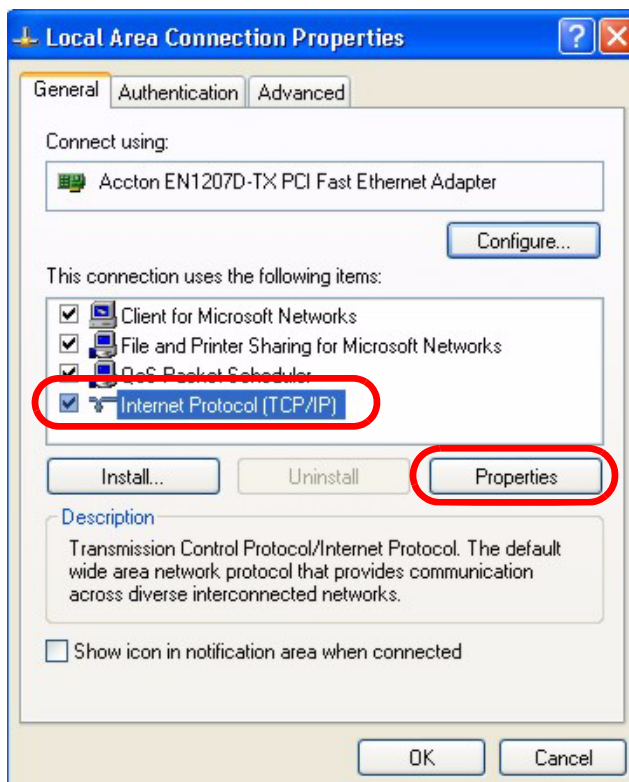 Local Area Connection Properties
General
Authentication
Advanced
Connect using:
Accton EN1207D-TX PCI Fast Ethernet Adapter
Configure...
This connection uses the following items:
Client for Microsoft Networks
File and Printer Sharing for Microsoft Networks
QoS Packet Scheduler
Internet Protocol (TCP/IP)
Install...
Uninstall
Properties
Description
Transmission Control Protocol/Internet Protocol. The default
wide area network protocol that provides communication
across diverse interconnected networks.
Show icon in notification area when connected
OK
Cancel